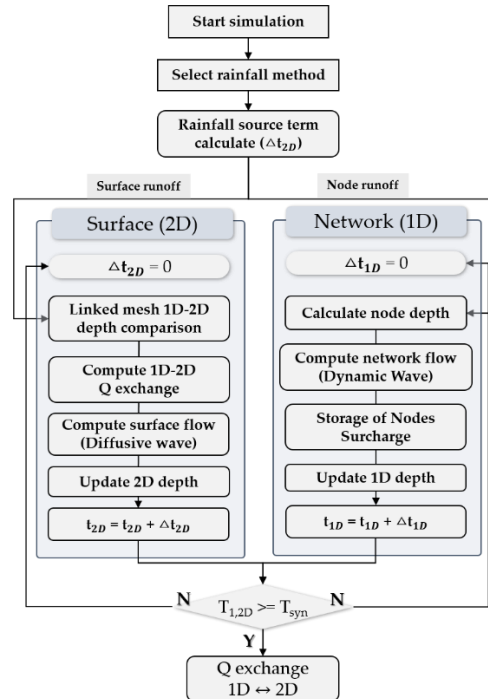 Start simulation
Select rainfall method
Rainfall source term
calculate (△t2D)
Surface runoff
Node runoff
Surface (2D)
△t2D = 0
Linked mesh 1D-2D
depth comparison
Compute 1D-2D
Q exchange
Compute surface flow
(Diffusive wave)
Update 2D depth
t2D = t2D + △t2D
Network (1D)
△t1D = 0
Calculate node depth
Compute network flow
(Dynamic Wave)
Storage of Nodes
Surcharge
Update 1D depth
t1D = t1D + △t1D
N
T1,2D >= Tsyn
N
Y
Q exchange
1D ↔ 2D